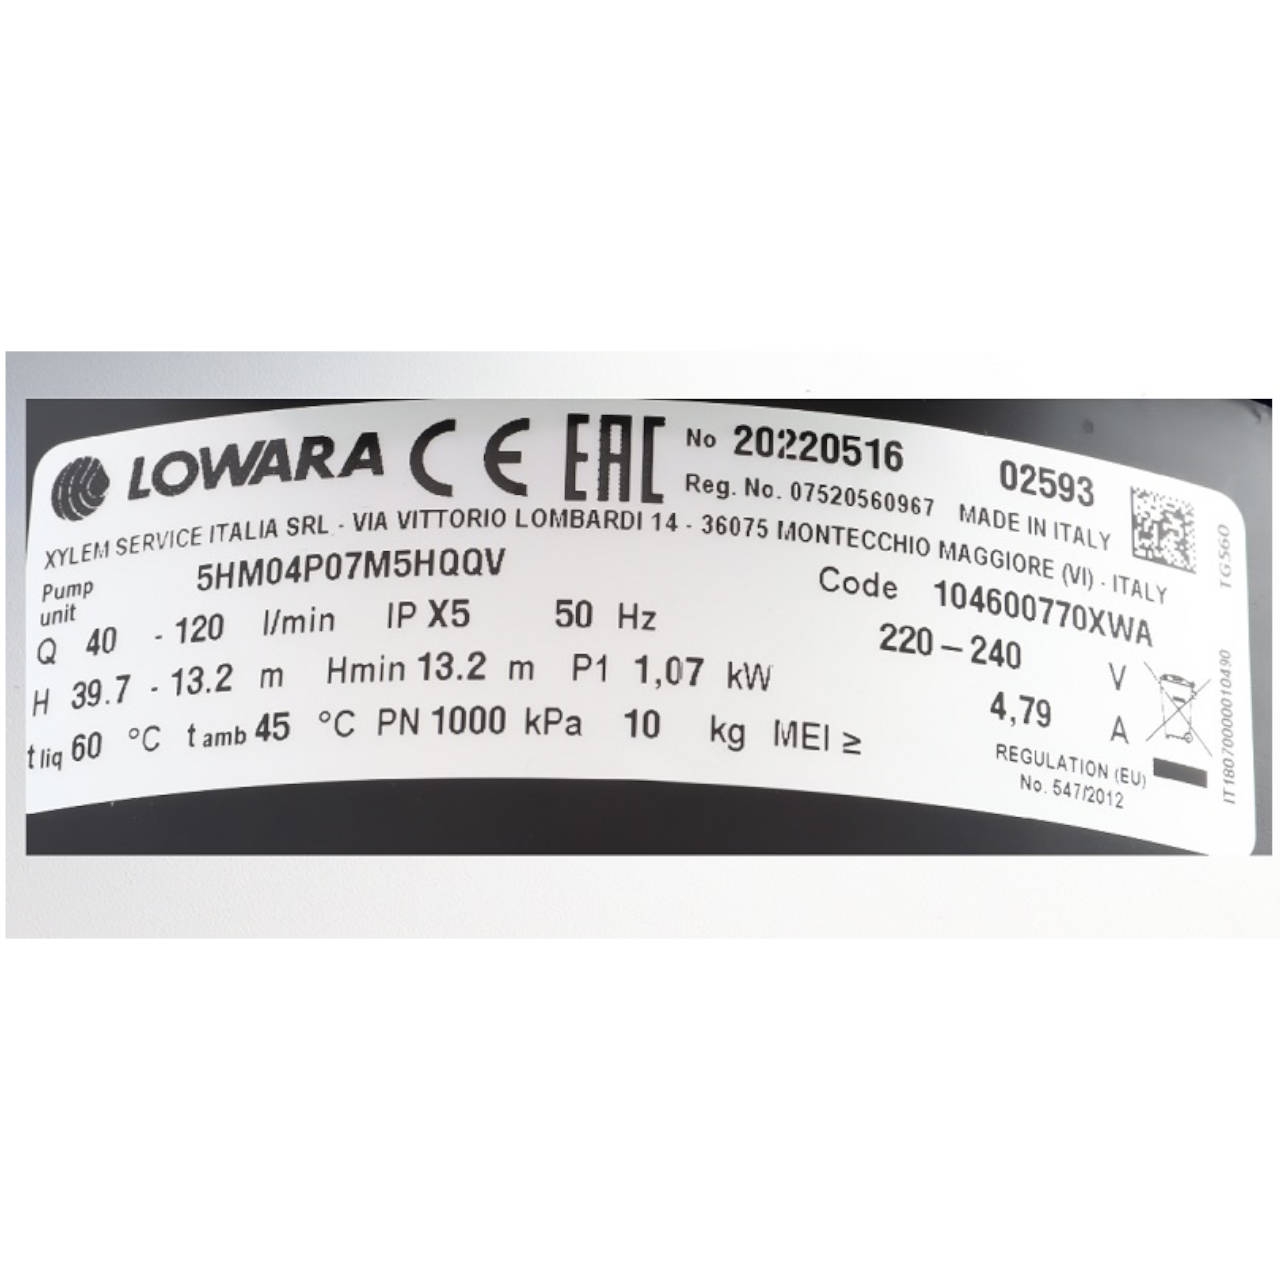 LOWARA CE EAC No 20220516 02593
Reg. No. 07520560967 MADE IN ITALY
XYLEM SERVICE ITALIA SRL - VIA VITTORIO LOMBARDI 14 - 36075 MONTECCHIO MAGGIORE (VI) - ITALY
Pump unit 5HM04P07M5HQQV Code 104600770XWA
Q 40 - 120 l/min IP X5 50 Hz 220-240 V
H 39.7 - 13.2 m Hmin 13.2 m P1 1,07 kW 4,79 A
t liq 60 °C t amb 45 °C PN 1000 kPa 10 kg MEI ≥
REGULATION (EU)
No. 547/2012
IT1807000010490 TG560